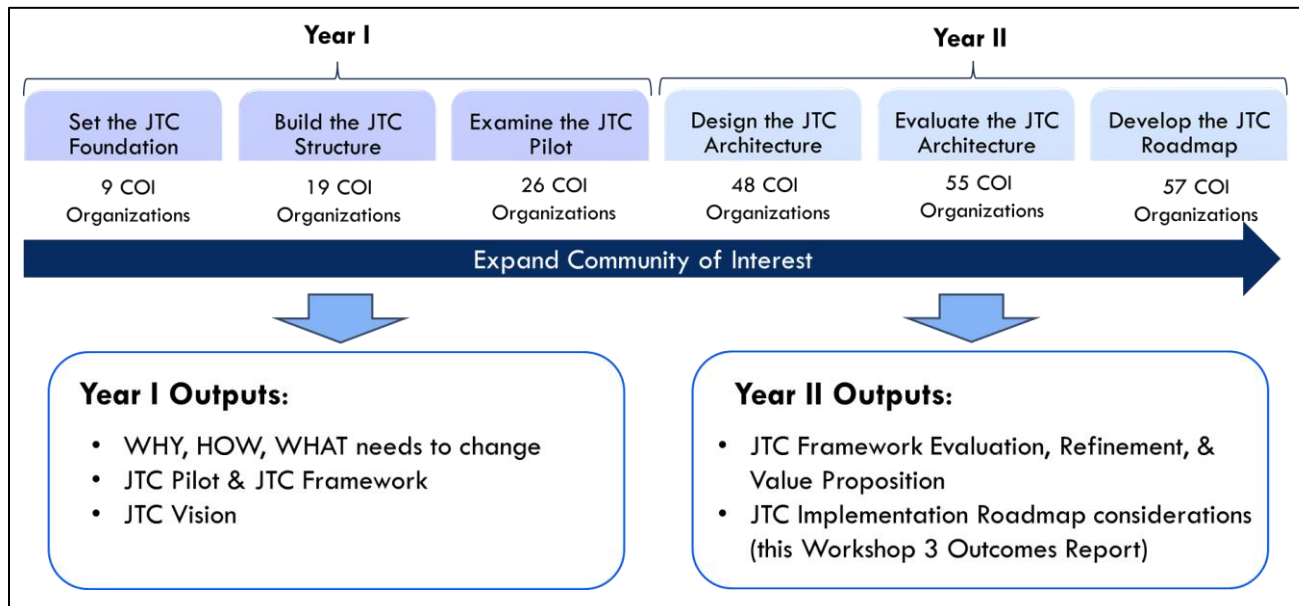 Year I
Year II
Set the JTC
Foundation
Build the JTC
Structure
Examine the JTC
Pilot
Design the JTC
Architecture
Evaluate the JTC
Architecture
Develop the JTC
Roadmap
9 COI
Organizations
19 COI
Organizations
26 COI
Organizations
48 COI
Organizations
55 COI
Organizations
57 COI
Organizations
Expand Community of Interest
Year I Outputs:
• WHY, HOW, WHAT needs to change
• JTC Pilot & JTC Framework
• JTC Vision
Year II Outputs:
• JTC Framework Evaluation, Refinement, &
Value Proposition
• JTC Implementation Roadmap considerations
(this Workshop 3 Outcomes Report)